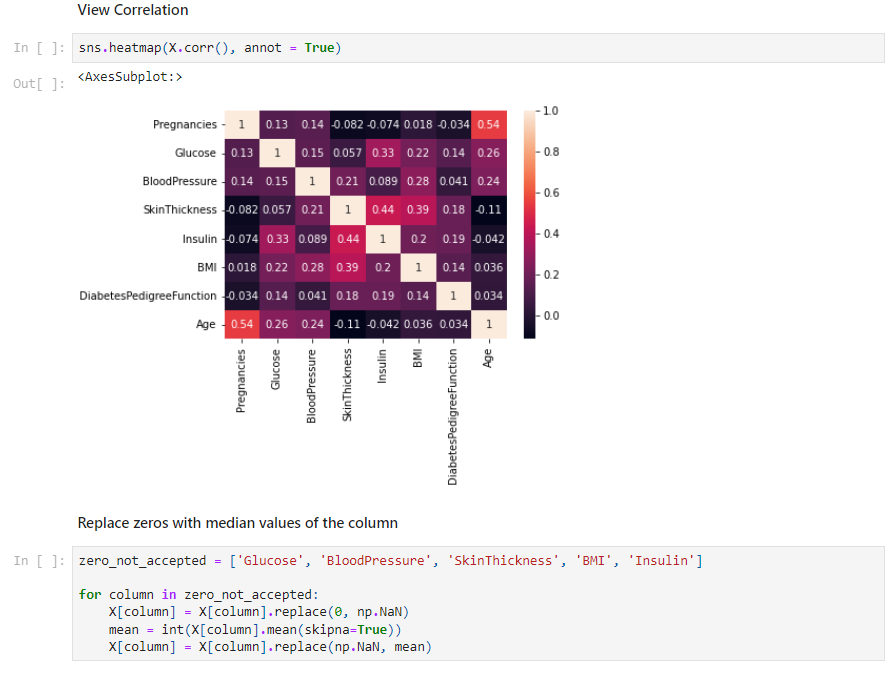 View Correlation
In [ ]: sns.heatmap(X.corr(), annot = True)
Out[ ]: <AxesSubplot:>
Pregnancies 1 0.13 0.14 -0.082 -0.074 0.018 -0.034 0.54
Glucose 0.13 1 0.15 0.057 0.33 0.22 0.14 0.26
BloodPressure 0.14 0.15 1 0.21 0.089 0.28 0.041 0.24
SkinThickness -0.082 0.057 0.21 1 0.44 0.39 0.18 -0.11
Insulin -0.074 0.33 0.089 0.44 1 0.2 0.19 -0.042
BMI 0.018 0.22 0.28 0.39 0.2 1 0.14 0.036
DiabetesPedigreeFunction -0.034 0.14 0.041 0.18 0.19 0.14 1 0.034
Age 0.54 0.26 0.24 -0.11 -0.042 0.036 0.034 1
Pregnancies
Glucose
BloodPressure
SkinThickness
Insulin
BMI
DiabetesPedigreeFunction
Age
1.0
0.8
0.6
0.4
0.2
0.0
Replace zeros with median values of the column
In [ ]: zero_not_accepted = ['Glucose', 'BloodPressure', 'SkinThickness', 'BMI', 'Insulin']
for column in zero_not_accepted:
    X[column] = X[column].replace(0, np.NaN)
    mean = int(X[column].mean(skipna=True))
    X[column] = X[column].replace(np.NaN, mean)